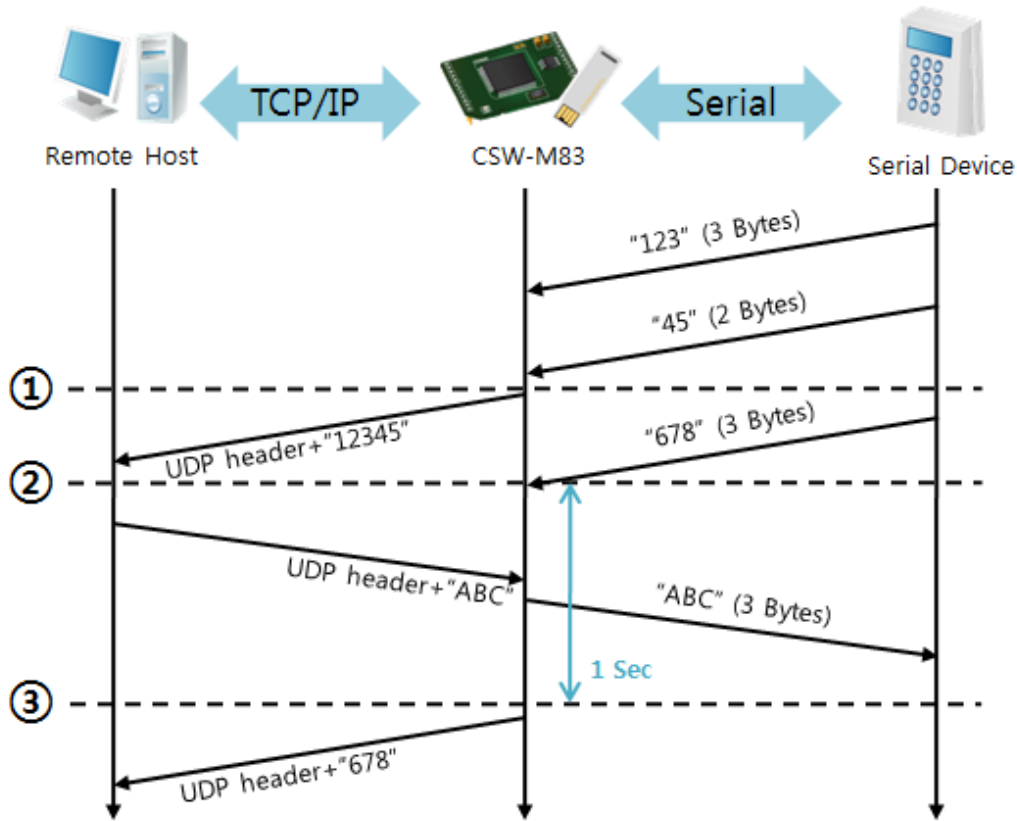 TCP/IP
Serial
Remote Host
CSW-M83
Serial Device
"123" (3 Bytes)
"45" (2 Bytes)
①
UDP header+"12345"
"678" (3 Bytes)
②
UDP header+"ABC"
"ABC" (3 Bytes)
1 Sec
③
UDP header+"678"